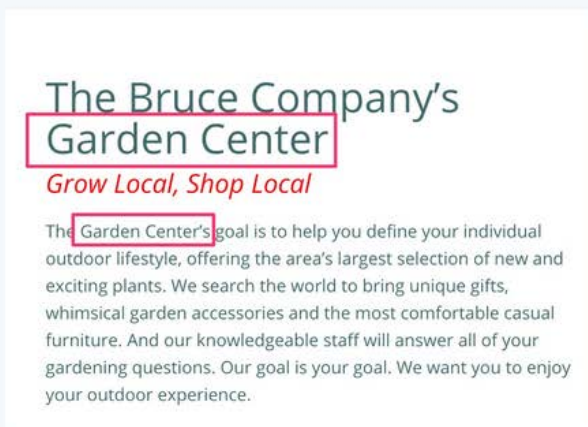 The Bruce Company's
Garden Center
Grow Local, Shop Local
The Garden Center's goal is to help you define your individual
outdoor lifestyle, offering the area's largest selection of new and
exciting plants. We search the world to bring unique gifts,
whimsical garden accessories and the most comfortable casual
furniture. And our knowledgeable staff will answer all of your
gardening questions. Our goal is your goal. We want you to enjoy
your outdoor experience.